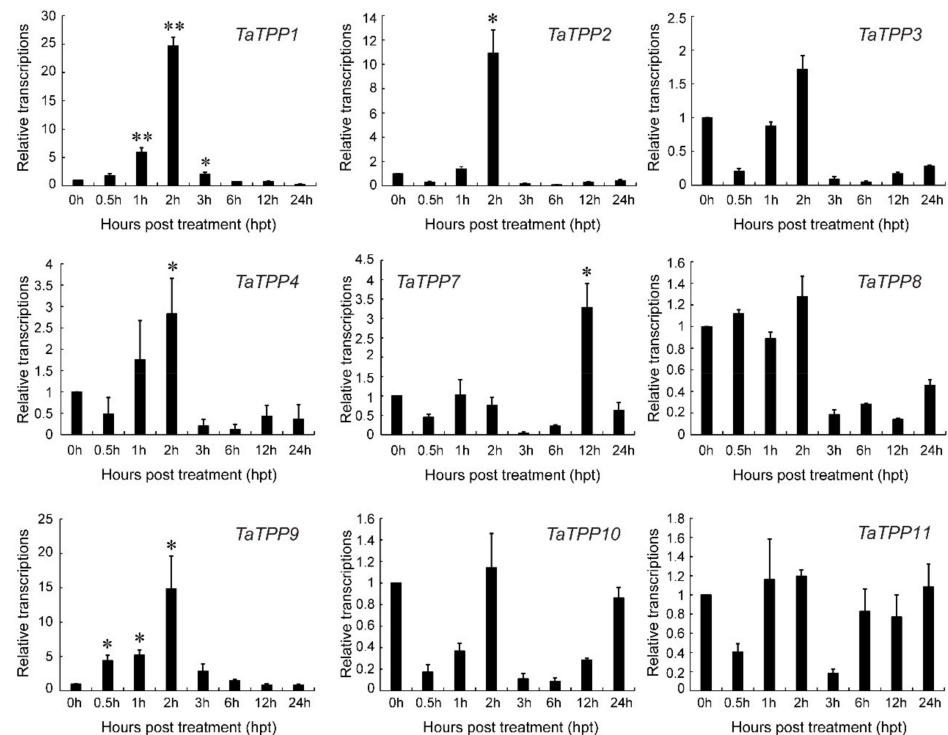 TaTPP1
Relative transcriptions
30
25
20
15
10
5
0
** ** *
0h 0.5h 1h 2h 3h 6h 12h 24h
Hours post treatment (hpt)
TaTPP2
Relative transcriptions
14
12
10
8
6
4
2
0
*
0h 0.5h 1h 2h 3h 6h 12h 24h
Hours post treatment (hpt)
TaTPP3
Relative transcriptions
2.5
2
1.5
1
0.5
0
0h 0.5h 1h 2h 3h 6h 12h 24h
Hours post treatment (hpt)
TaTPP4
Relative transcriptions
4
3.5
3
2.5
2
1.5
1
0.5
0
*
0h 0.5h 1h 2h 3h 6h 12h 24h
Hours post treatment (hpt)
TaTPP7
Relative transcriptions
4.5
4
3.5
3
2.5
2
1.5
1
0.5
0
*
0h 0.5h 1h 2h 3h 6h 12h 24h
Hours post treatment (hpt)
TaTPP8
Relative transcriptions
1.6
1.4
1.2
1
0.8
0.6
0.4
0.2
0
0h 0.5h 1h 2h 3h 6h 12h 24h
Hours post treatment (hpt)
TaTPP9
Relative transcriptions
25
20
15
10
5
0
* * *
0h 0.5h 1h 2h 3h 6h 12h 24h
Hours post treatment (hpt)
TaTPP10
Relative transcriptions
1.6
1.4
1.2
1
0.8
0.6
0.4
0.2
0
0h 0.5h 1h 2h 3h 6h 12h 24h
Hours post treatment (hpt)
TaTPP11
Relative transcriptions
1.8
1.6
1.4
1.2
1
0.8
0.6
0.4
0.2
0
0h 0.5h 1h 2h 3h 6h 12h 24h
Hours post treatment (hpt)